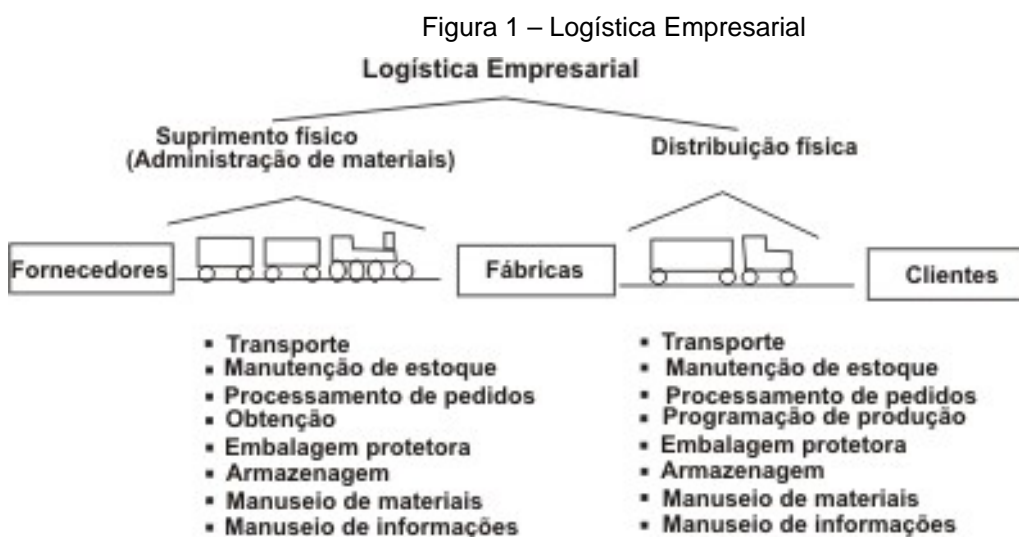 Figura 1 – Logística Empresarial
Logística Empresarial
Suprimento físico
(Administração de materiais)
Distribuição física
Fornecedores
Fábricas
Clientes
▪ Transporte
▪ Manutenção de estoque
▪ Processamento de pedidos
▪ Obtenção
▪ Embalagem protetora
▪ Armazenagem
▪ Manuseio de materiais
▪ Manuseio de informações
▪ Transporte
▪ Manutenção de estoque
▪ Processamento de pedidos
▪ Programação de produção
▪ Embalagem protetora
▪ Armazenagem
▪ Manuseio de materiais
▪ Manuseio de informações